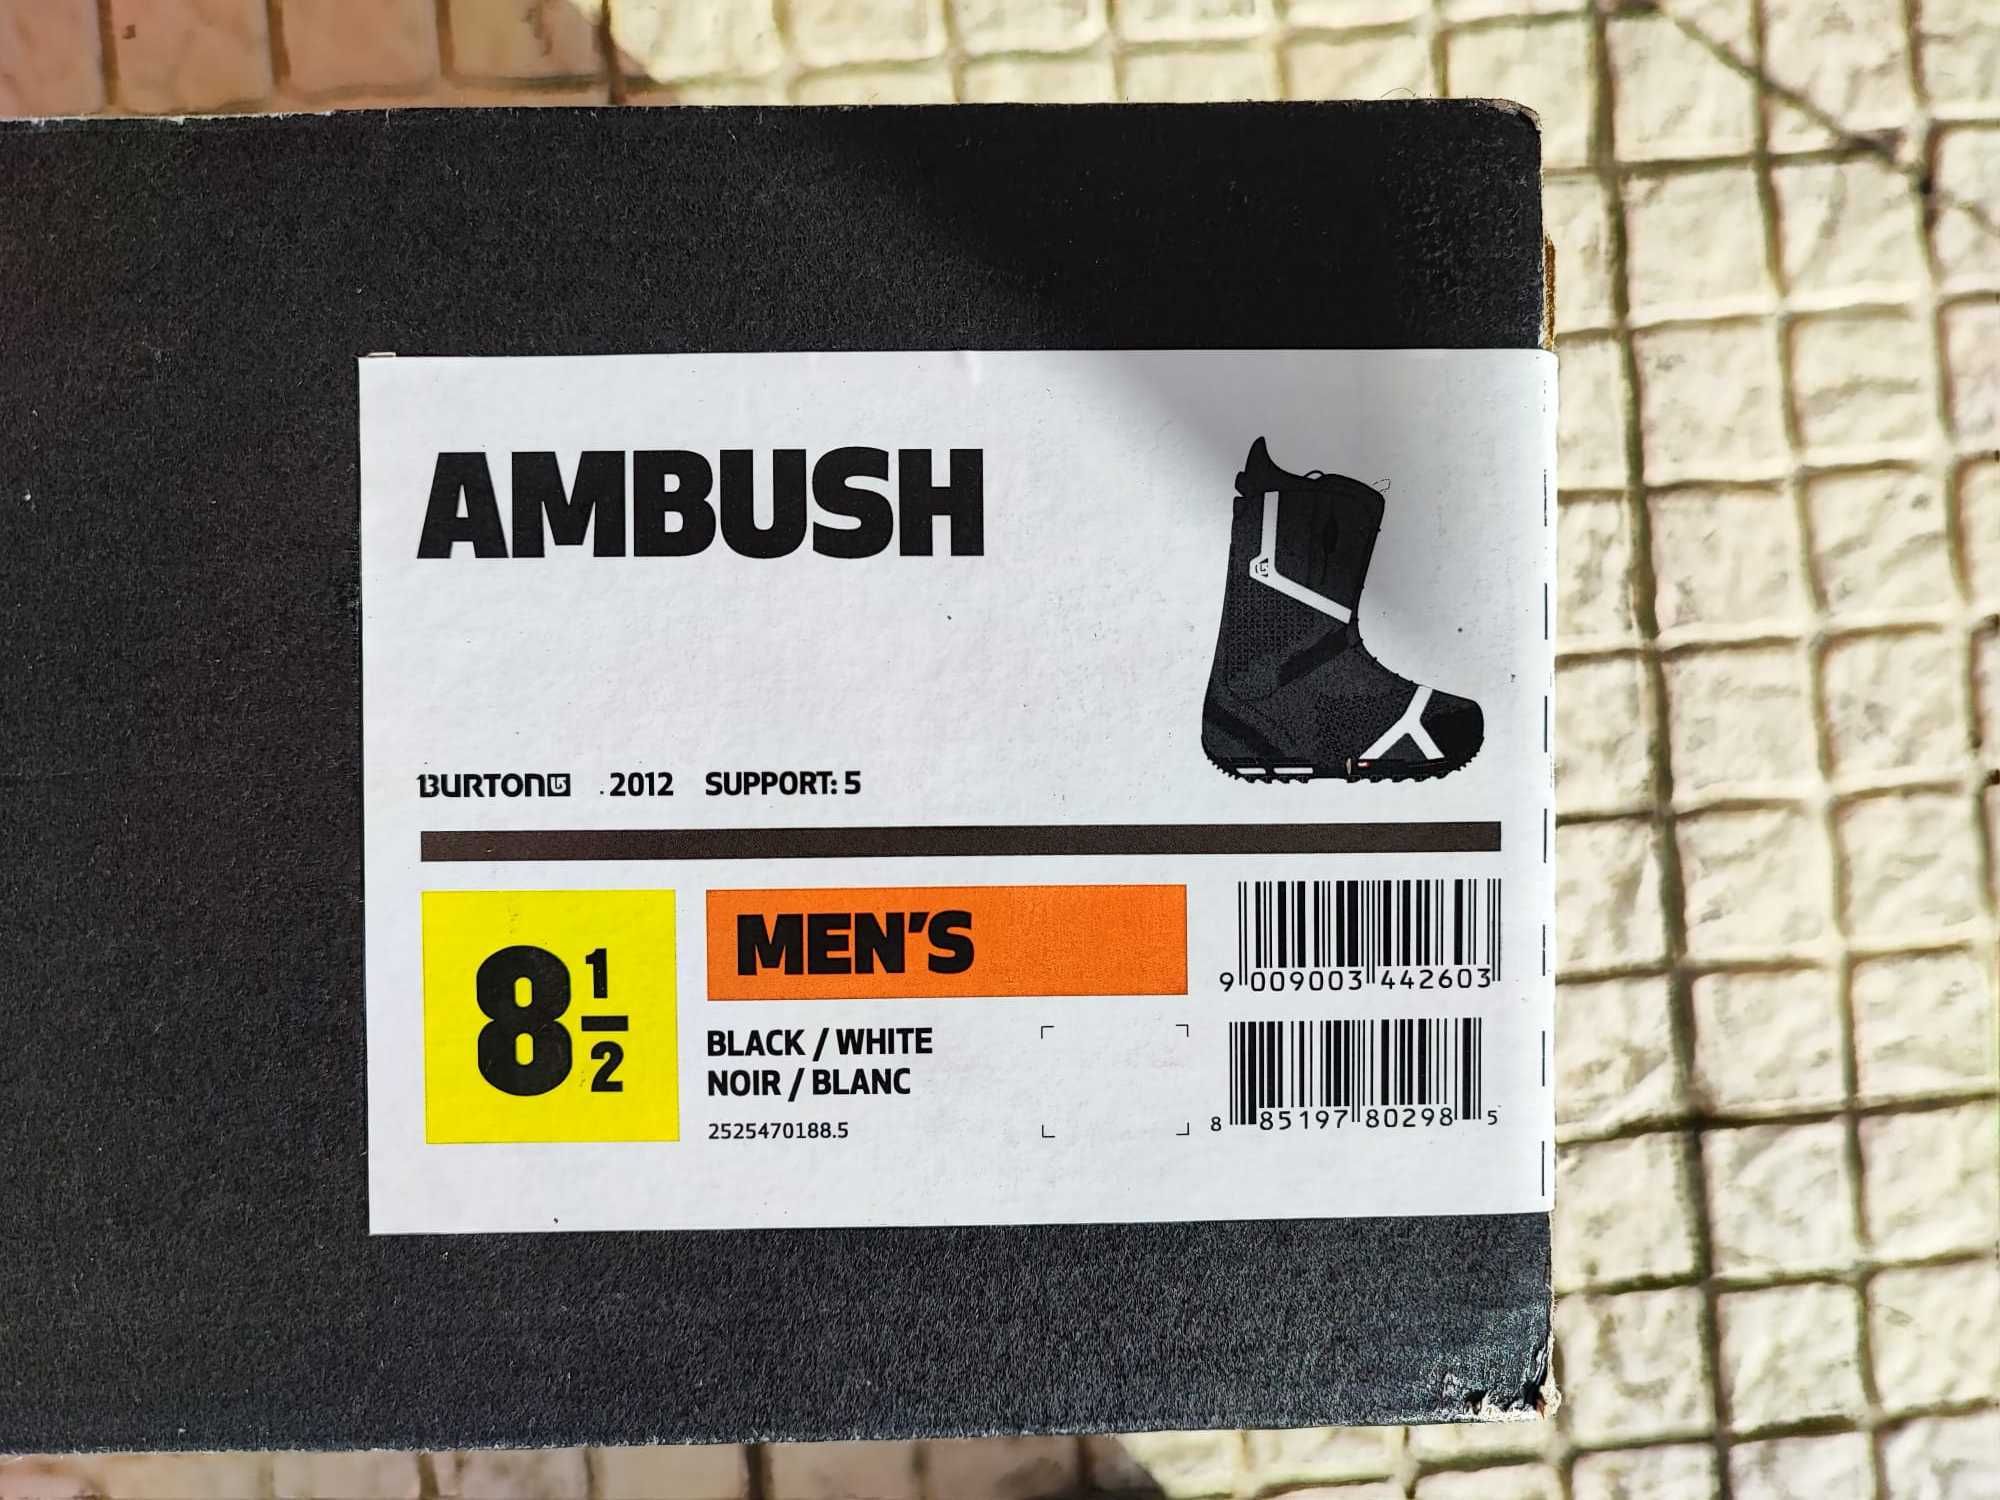 AMBUSH
BURTON . 2012 SUPPORT: 5
8 1/2
MEN'S
BLACK / WHITE
NOIR / BLANC
2525470188.5
9 009003 442603
8 85197 80298 5